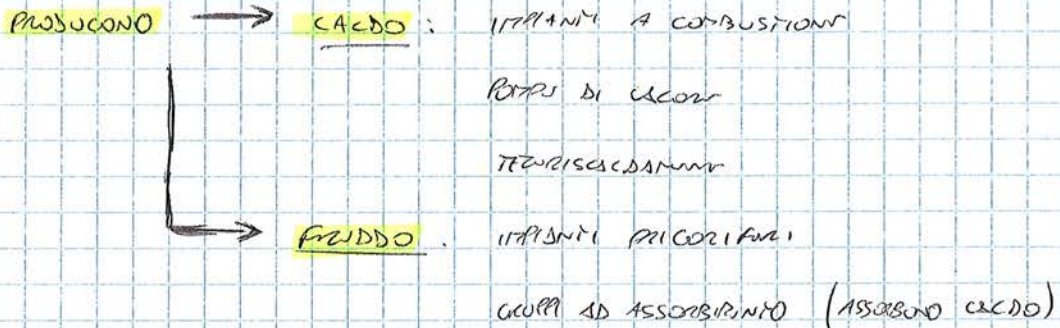 PRODUCONO → CALDO : IMPIANTI A COMBUSTIONE
POMPE DI CALORE
TELERISCALDAMENTO
→ FREDDO : IMPIANTI FRIGORIFERI
GRUPPI AD ASSORBIMENTO (ASSORBONO CALDO)